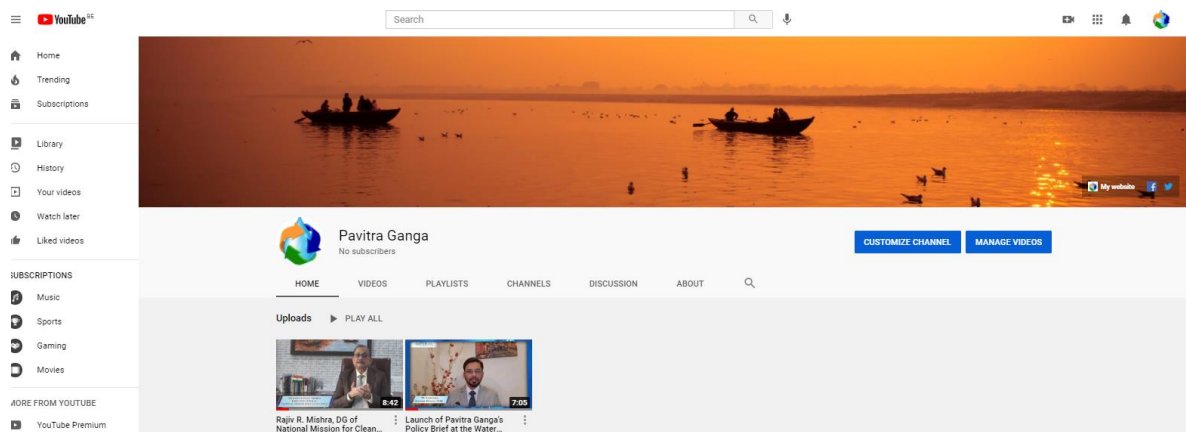 YouTube BE
Search
Home
Trending
Subscriptions
Library
History
Your videos
Watch later
Liked videos
SUBSCRIPTIONS
Music
Sports
Gaming
Movies
MORE FROM YOUTUBE
YouTube Premium
My website
Pavitra Ganga
No subscribers
CUSTOMIZE CHANNEL
MANAGE VIDEOS
HOME
VIDEOS
PLAYLISTS
CHANNELS
DISCUSSION
ABOUT
Uploads
PLAY ALL
8:42
Rajiv R. Mishra, DG of
National Mission for Clean...
7:05
Launch of Pavitra Ganga's
Policy Brief at the Water...